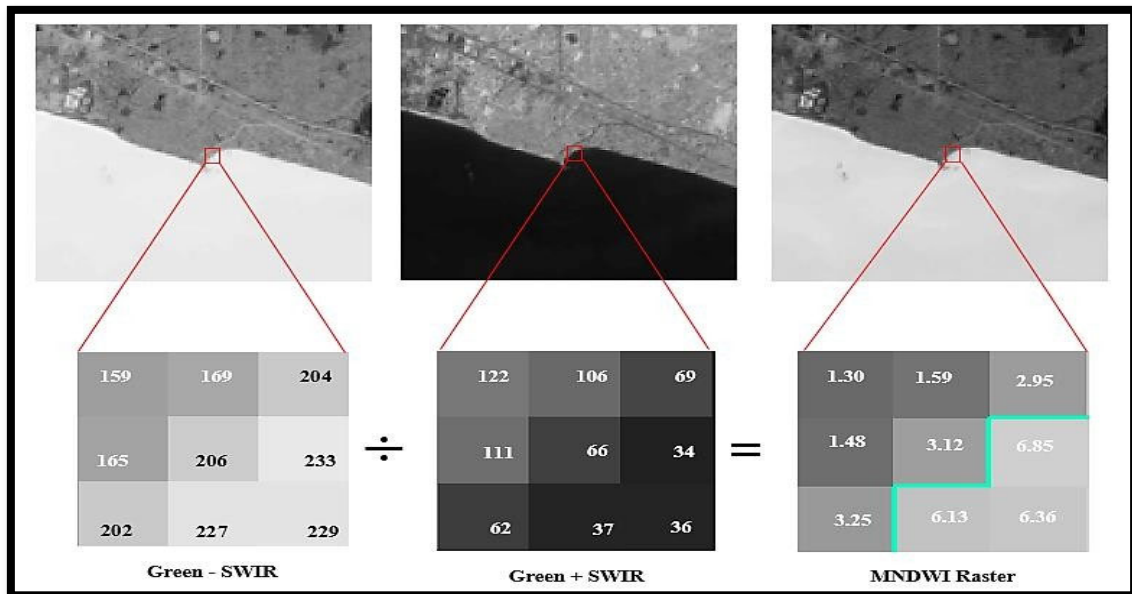 159 169 204 122 106 69 1.30 1.59 2.95
165 206 233 ÷ 111 66 34 = 1.48 3.12 6.85
202 227 229 62 37 36 3.25 6.13 6.36
Green - SWIR Green + SWIR MNDWI Raster